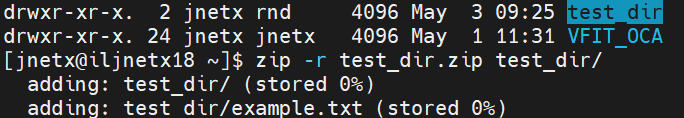 drwxr-xr-x.  2 jnetx rnd     4096 May  3 09:25 test_dir
drwxr-xr-x. 24 jnetx jnetx   4096 May  1 11:31 VFIT_OCA
[jnetx@iljnetx18 ~]$ zip -r test_dir.zip test_dir/
  adding: test_dir/ (stored 0%)
  adding: test_dir/example.txt (stored 0%)